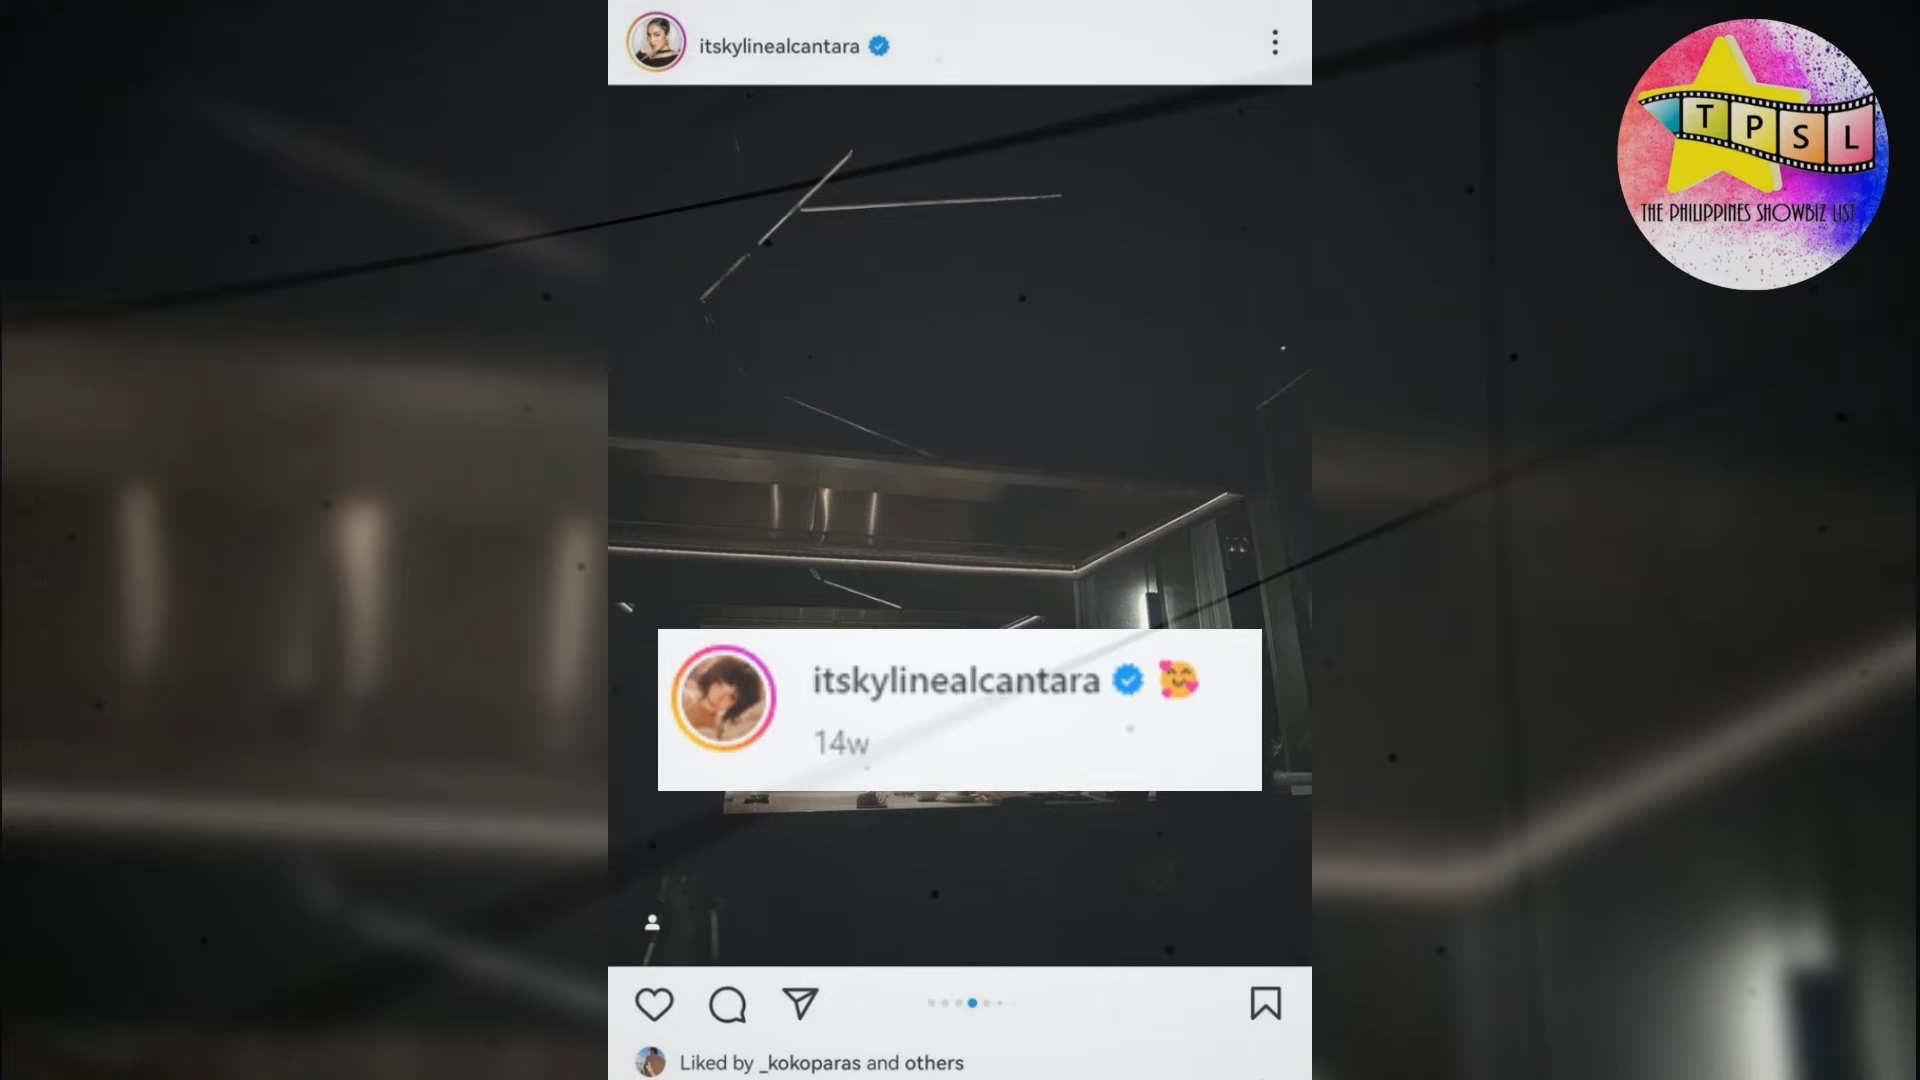 itskylinealcantara
T P S L
THE PHILIPPINES SHOWBIZ LIST
itskylinealcantara 🥰
14w
Liked by _kokoparas and others